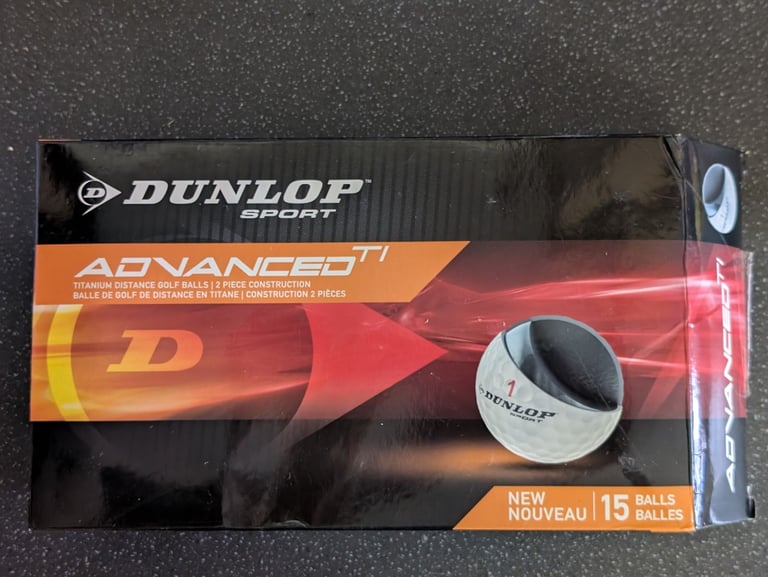 D DUNLOP™
SPORT
ADVANCED TI
TITANIUM DISTANCE GOLF BALLS | 2 PIECE CONSTRUCTION
BALLE DE GOLF DE DISTANCE EN TITANE | CONSTRUCTION 2 PIÈCES
D
1
DUNLOP
SPORT
NEW
NOUVEAU
15 BALLS
BALLES
ADVANCED TI